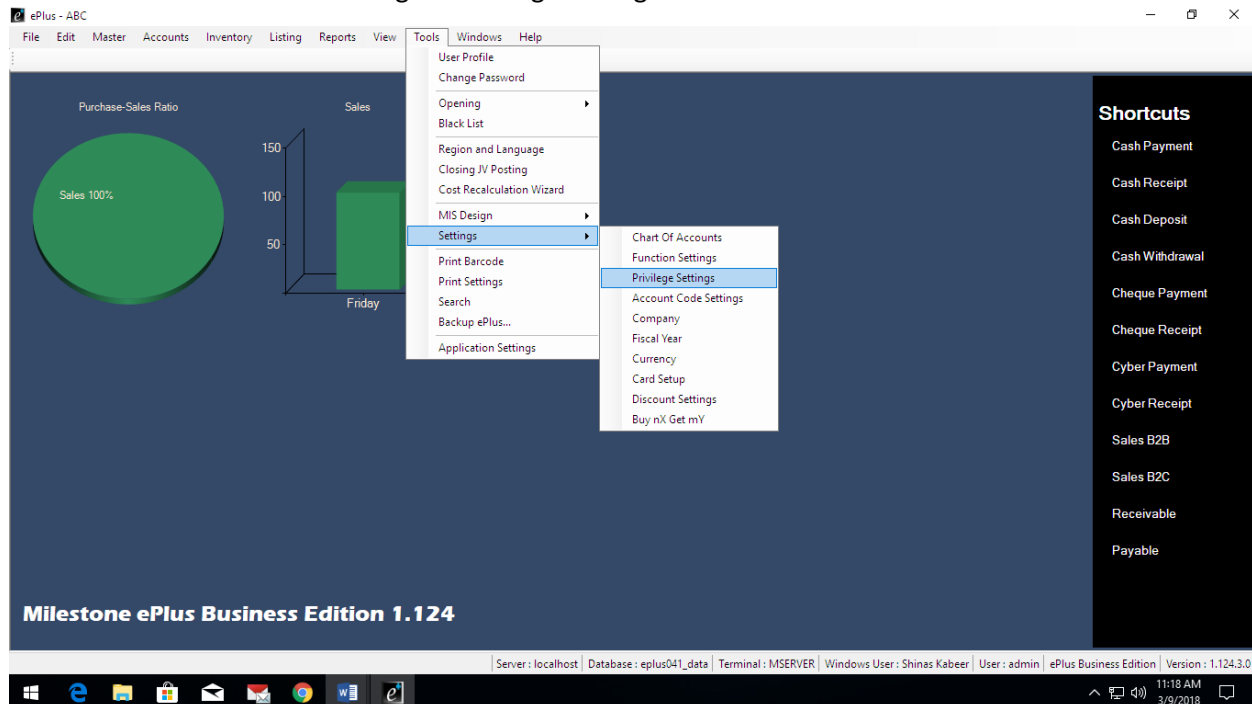 ePlus - ABC
File Edit Master Accounts Inventory Listing Reports View Tools Windows Help
User Profile
Change Password
Opening
Black List
Region and Language
Closing JV Posting
Cost Recalculation Wizard
MIS Design
Settings
Print Barcode
Print Settings
Search
Backup ePlus...
Application Settings
Chart Of Accounts
Function Settings
Privilege Settings
Account Code Settings
Company
Fiscal Year
Currency
Card Setup
Discount Settings
Buy nX Get mY
Purchase-Sales Ratio
Sales 100%
Sales
150
100
50
Friday
Shortcuts
Cash Payment
Cash Receipt
Cash Deposit
Cash Withdrawal
Cheque Payment
Cheque Receipt
Cyber Payment
Cyber Receipt
Sales B2B
Sales B2C
Receivable
Payable
Milestone ePlus Business Edition 1.124
Server : localhost Database : eplus041_data Terminal : MSERVER Windows User : Shinas Kabeer User : admin ePlus Business Edition Version : 1.124.3.0
11:18 AM
3/9/2018